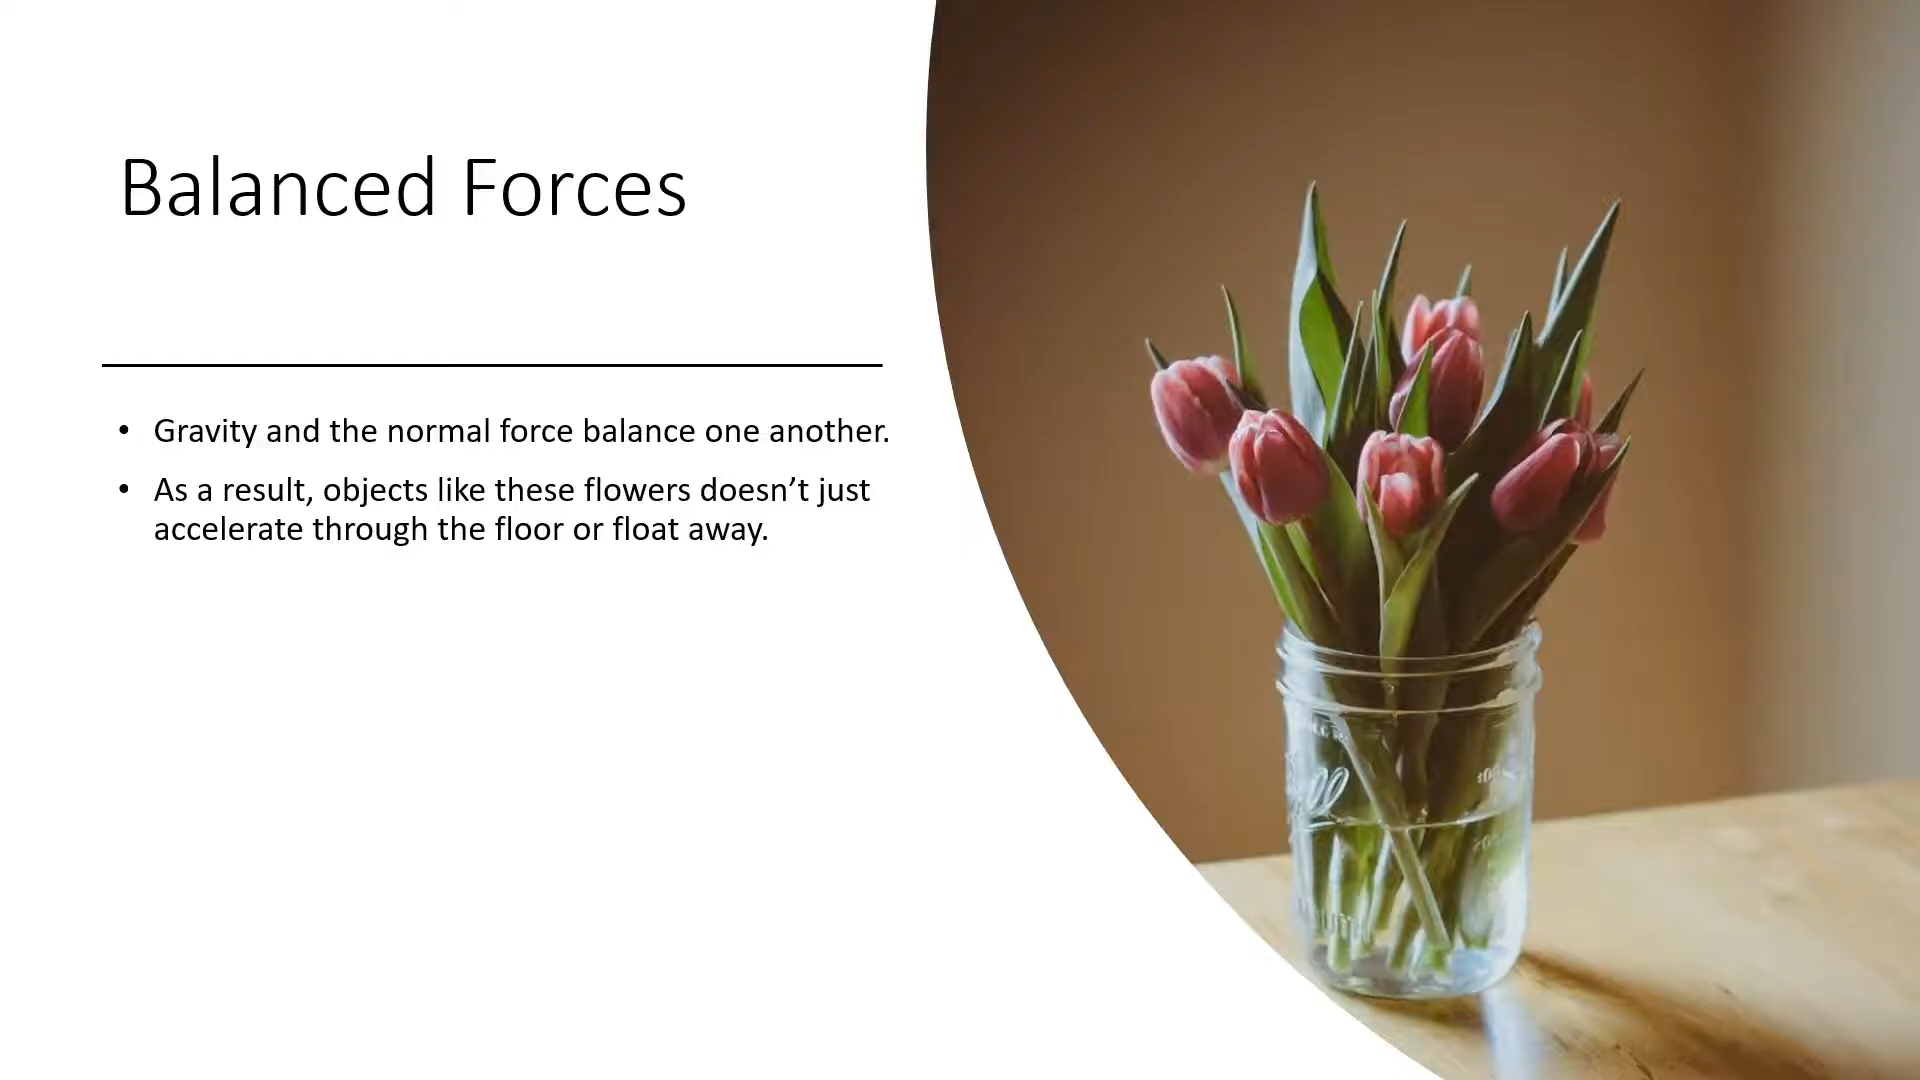 Balanced Forces
• Gravity and the normal force balance one another.
• As a result, objects like these flowers doesn’t just
accelerate through the floor or float away.